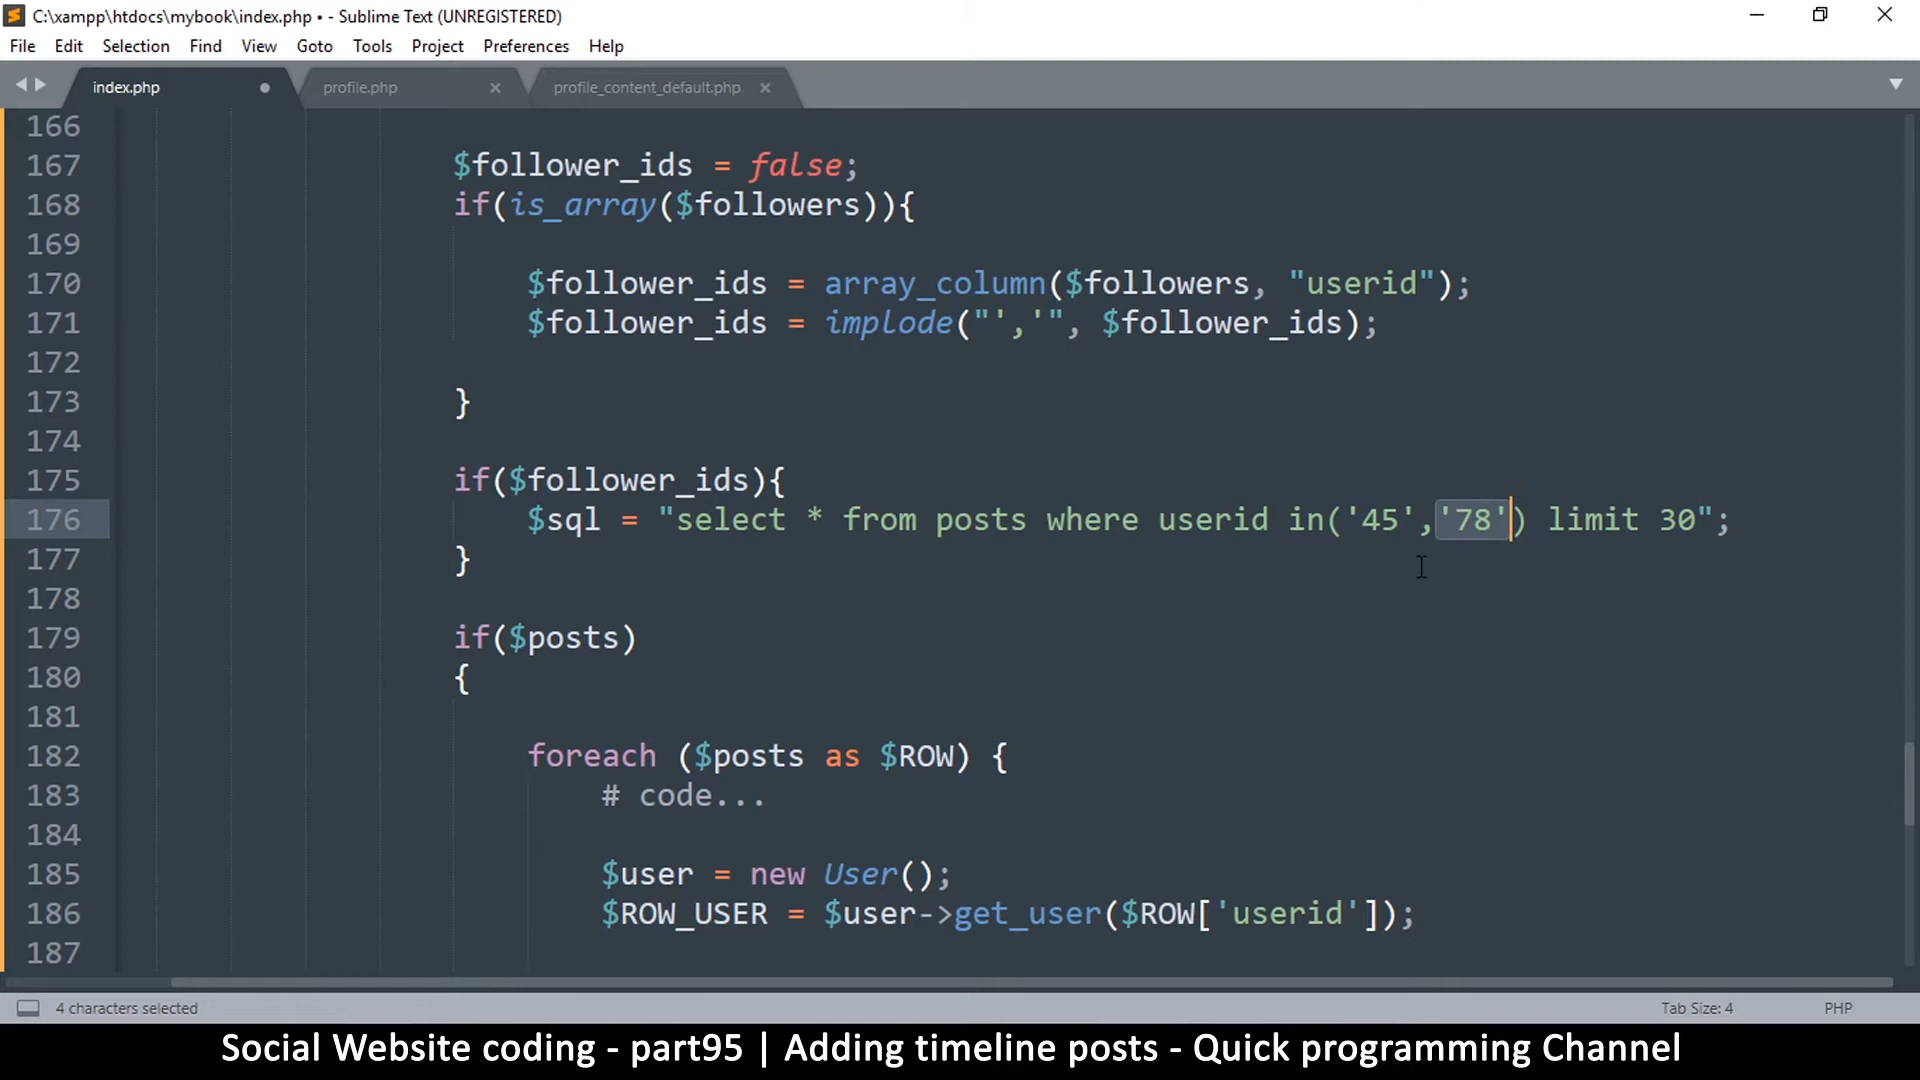 C:\xampp\htdocs\mybook\index.php • - Sublime Text (UNREGISTERED)
File Edit Selection Find View Goto Tools Project Preferences Help
index.php profile.php profile_content_default.php
166
167 $follower_ids = false;
168 if(is_array($followers)){
169
170 $follower_ids = array_column($followers, "userid");
171 $follower_ids = implode("','", $follower_ids);
172
173 }
174
175 if($follower_ids){
176 $sql = "select * from posts where userid in('45','78') limit 30";
177 }
178
179 if($posts)
180 {
181
182 foreach ($posts as $ROW) {
183 # code...
184
185 $user = new User();
186 $ROW_USER = $user->get_user($ROW['userid']);
187
4 characters selected Tab Size: 4 PHP
Social Website coding - part95 | Adding timeline posts - Quick programming Channel